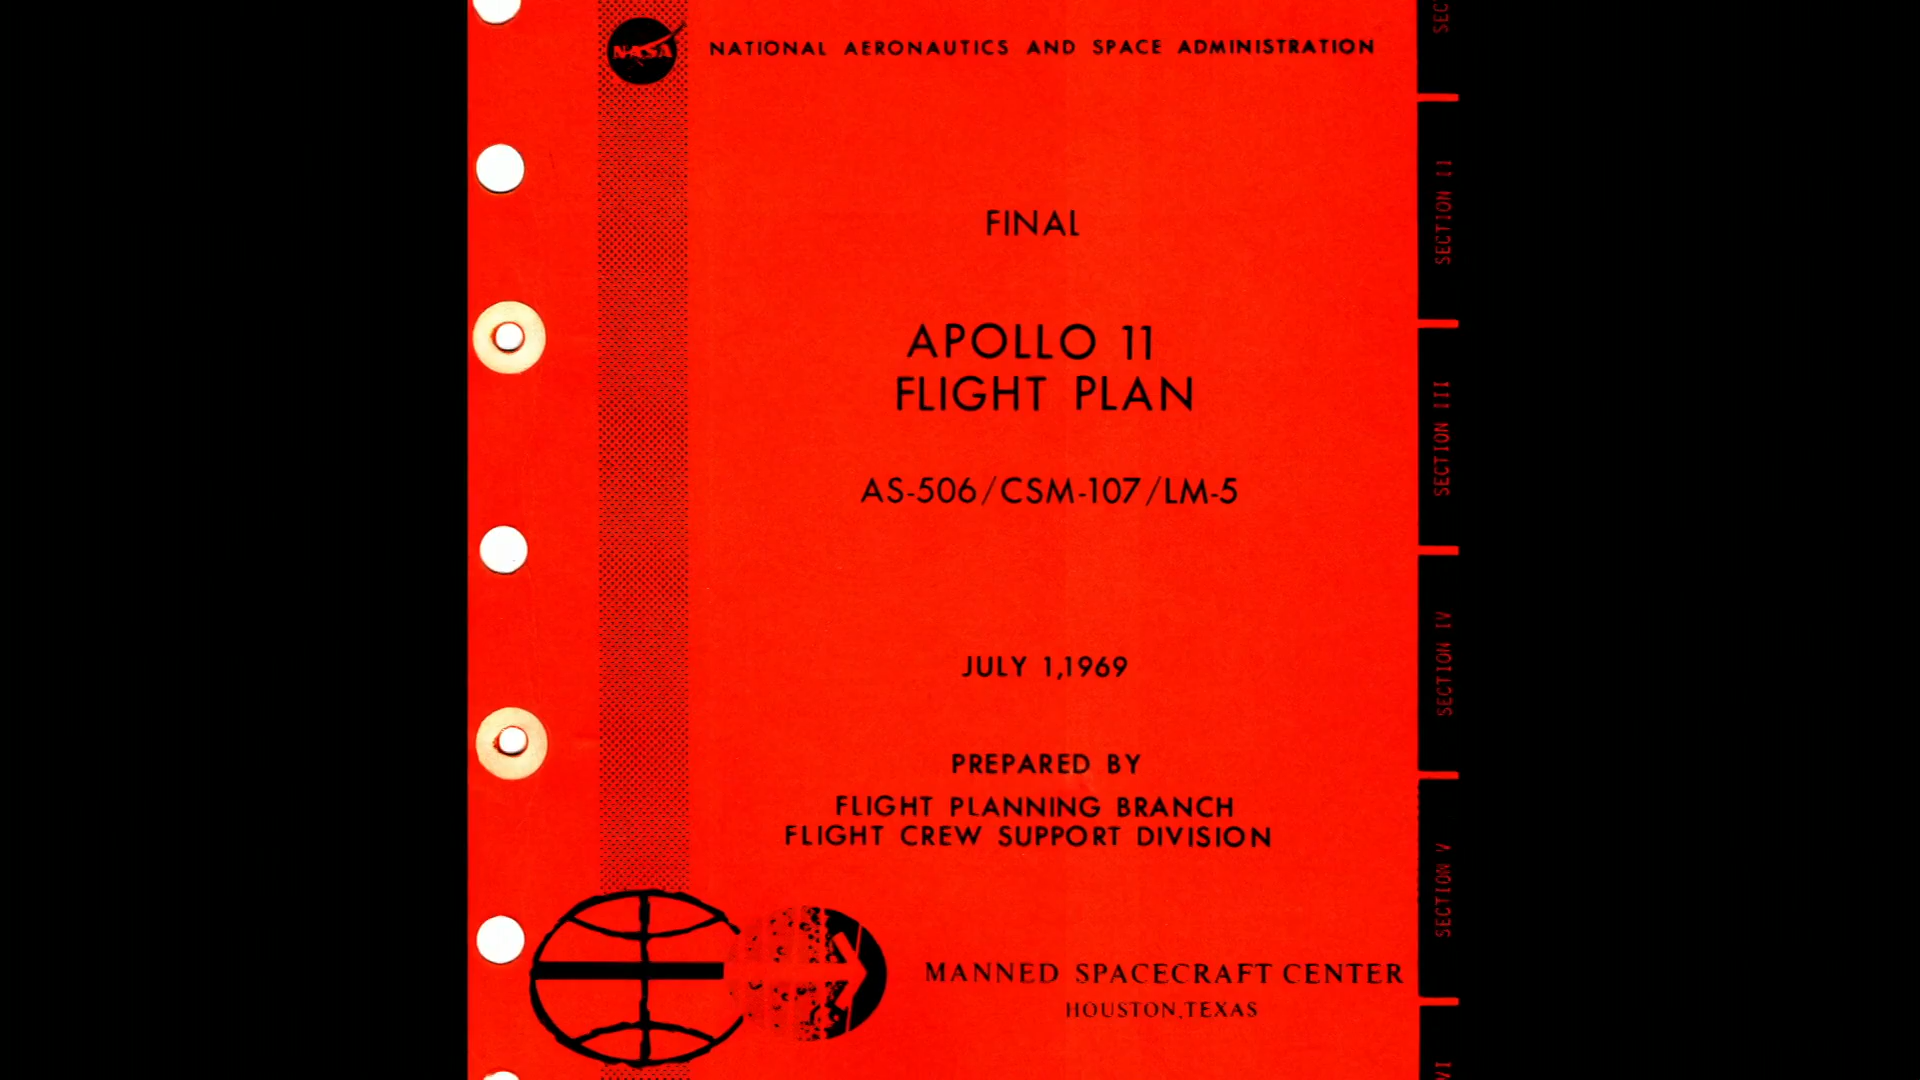 NASA
NATIONAL AERONAUTICS AND SPACE ADMINISTRATION
FINAL
APOLLO 11
FLIGHT PLAN
AS-506/CSM-107/LM-5
JULY 1,1969
PREPARED BY
FLIGHT PLANNING BRANCH
FLIGHT CREW SUPPORT DIVISION
MANNED SPACECRAFT CENTER
HOUSTON,TEXAS
SECTION II
SECTION III
SECTION IV
SECTION V